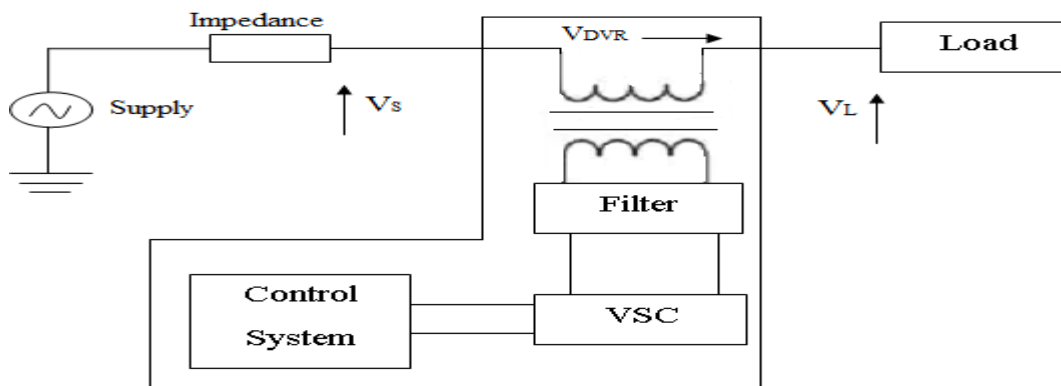 Impedance
VDVR
Load
Supply
VS
VL
Filter
Control
System
VSC